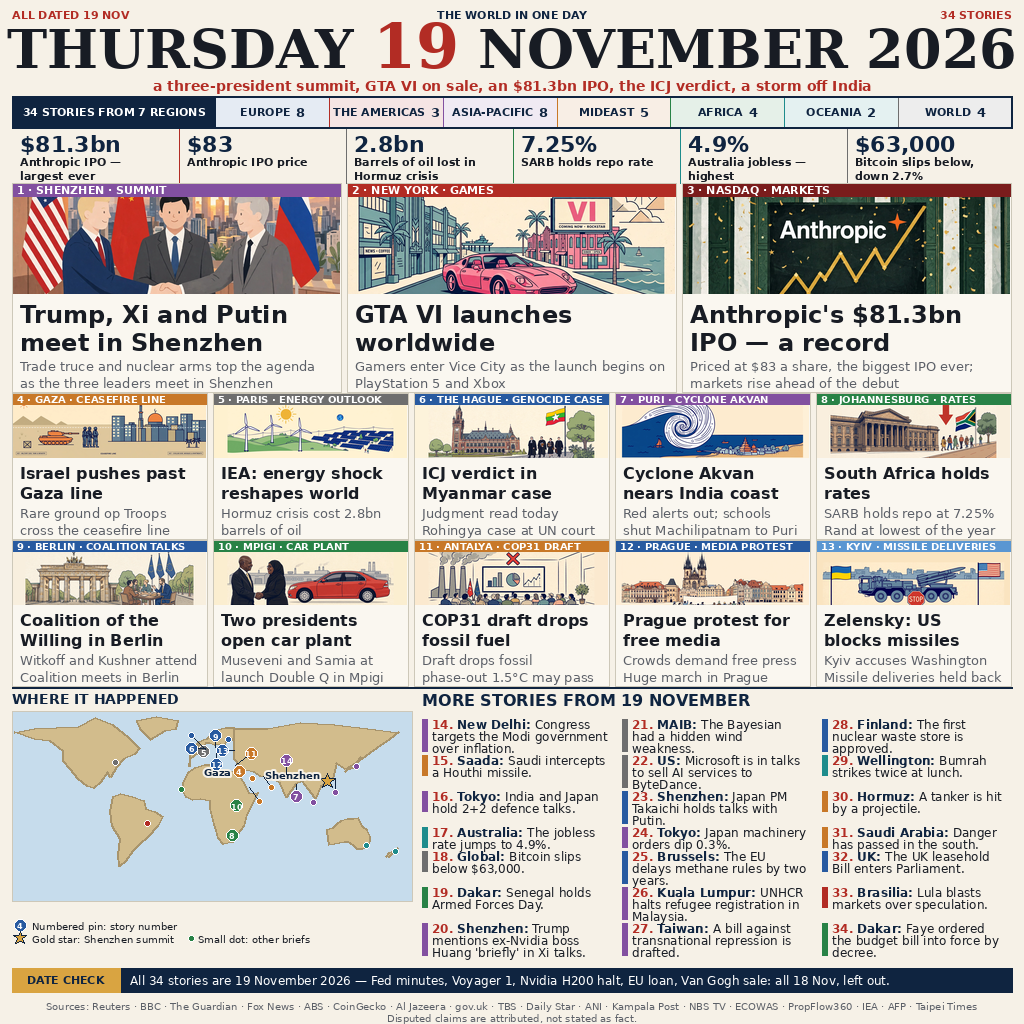 ALL DATED 19 NOV
THE WORLD IN ONE DAY
34 STORIES
THURSDAY 19 NOVEMBER 2026
a three-president summit, GTA VI on sale, an $81.3bn IPO, the ICJ verdict, a storm off India
34 STORIES FROM 7 REGIONS
EUROPE 8
THE AMERICAS 3
ASIA-PACIFIC 8
MIDEAST 5
AFRICA 4
OCEANIA 2
WORLD 4
$81.3bn
Anthropic IPO —
largest ever
$83
Anthropic IPO price
2.8bn
Barrels of oil lost in
Hormuz crisis
7.25%
SARB holds repo rate
4.9%
Australia jobless —
highest
$63,000
Bitcoin slips below,
down 2.7%
1 · SHENZHEN · SUMMIT
Trump, Xi and Putin
meet in Shenzhen
Trade truce and nuclear arms top the agenda
as the three leaders meet in Shenzhen
2 · NEW YORK · GAMES
NEWS • COFFEE
VI
COMING NOW • ROCKSTAR
GTA VI launches
worldwide
Gamers enter Vice City as the launch begins on
PlayStation 5 and Xbox
3 · NASDAQ · MARKETS
Anthropic
Anthropic's $81.3bn
IPO — a record
Priced at $83 a share, the biggest IPO ever;
markets rise ahead of the debut
4 · GAZA · CEASEFIRE LINE
Israel pushes past
Gaza line
Rare ground op Troops
cross the ceasefire line
5 · PARIS · ENERGY OUTLOOK
IEA: energy shock
reshapes world
Hormuz crisis cost 2.8bn
barrels of oil
6 · THE HAGUE · GENOCIDE CASE
ICJ verdict in
Myanmar case
Judgment read today
Rohingya case at UN court
7 · PURI · CYCLONE AKVAN
Cyclone Akvan
nears India coast
Red alerts out; schools
shut Machilipatnam to Puri
8 · JOHANNESBURG · RATES
South Africa holds
rates
SARB holds repo at 7.25%
Rand at lowest of the year
9 · BERLIN · COALITION TALKS
Coalition of the
Willing in Berlin
Witkoff and Kushner attend
Coalition meets in Berlin
10 · MPIGI · CAR PLANT
Two presidents
open car plant
Museveni and Samia at
launch Double Q in Mpigi
11 · ANTALYA · COP31 DRAFT
COP31 draft drops
fossil fuel
Draft drops fossil
phase-out 1.5°C may pass
12 · PRAGUE · MEDIA PROTEST
Prague protest for
free media
Crowds demand free press
Huge march in Prague
13 · KYIV · MISSILE DELIVERIES
STOP
Zelensky: US
blocks missiles
Kyiv accuses Washington
Missile deliveries held back
WHERE IT HAPPENED
9
6
5
13
11
12
14
Gaza
4
Shenzhen
7
10
8
4 Numbered pin: story number
Gold star: Shenzhen summit
Small dot: other briefs
MORE STORIES FROM 19 NOVEMBER
14. New Delhi: Congress
targets the Modi government
over inflation.
15. Saada: Saudi intercepts
a Houthi missile.
16. Tokyo: India and Japan
hold 2+2 defence talks.
17. Australia: The jobless
rate jumps to 4.9%.
18. Global: Bitcoin slips
below $63,000.
19. Dakar: Senegal holds
Armed Forces Day.
20. Shenzhen: Trump
mentions ex-Nvidia boss
Huang 'briefly' in Xi talks.
21. MAIB: The Bayesian
had a hidden wind
weakness.
22. US: Microsoft is in talks
to sell AI services to
ByteDance.
23. Shenzhen: Japan PM
Takaichi holds talks with
Putin.
24. Tokyo: Japan machinery
orders dip 0.3%.
25. Brussels: The EU
delays methane rules by two
years.
26. Kuala Lumpur: UNHCR
halts refugee registration in
Malaysia.
27. Taiwan: A bill against
transnational repression is
drafted.
28. Finland: The first
nuclear waste store is
approved.
29. Wellington: Bumrah
strikes twice at lunch.
30. Hormuz: A tanker is hit
by a projectile.
31. Saudi Arabia: Danger
has passed in the south.
32. UK: The UK leasehold
Bill enters Parliament.
33. Brasilia: Lula blasts
markets over speculation.
34. Dakar: Faye ordered
the budget bill into force by
decree.
DATE CHECK
All 34 stories are 19 November 2026 — Fed minutes, Voyager 1, Nvidia H200 halt, EU loan, Van Gogh sale: all 18 Nov, left out.
Sources: Reuters · BBC · The Guardian · Fox News · ABS · CoinGecko · Al Jazeera · gov.uk · TBS · Daily Star · ANI · Kampala Post · NBS TV · ECOWAS · PropFlow360 · IEA · AFP · Taipei Times
Disputed claims are attributed, not stated as fact.